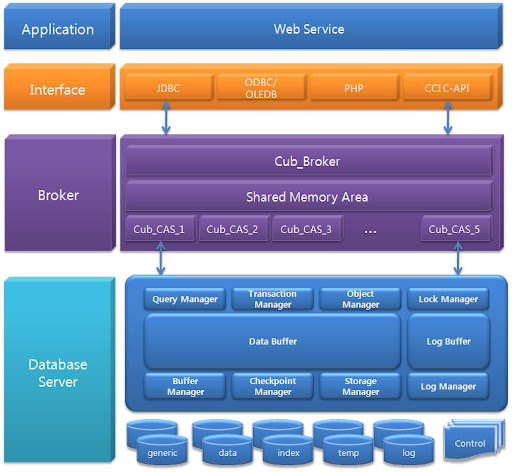 Application
Web Service
Interface
JDBC
ODBC/
OLEDB
PHP
CCI C-API
Broker
Cub_Broker
Shared Memory Area
Cub_CAS_1
Cub_CAS_2
Cub_CAS_3
...
Cub_CAS_5
Database
Server
Query Manager
Transaction
Manager
Object
Manager
Lock Manager
Data Buffer
Log Buffer
Buffer
Manager
Checkpoint
Manager
Storage
Manager
Log Manager
generic
data
index
temp
log
Control